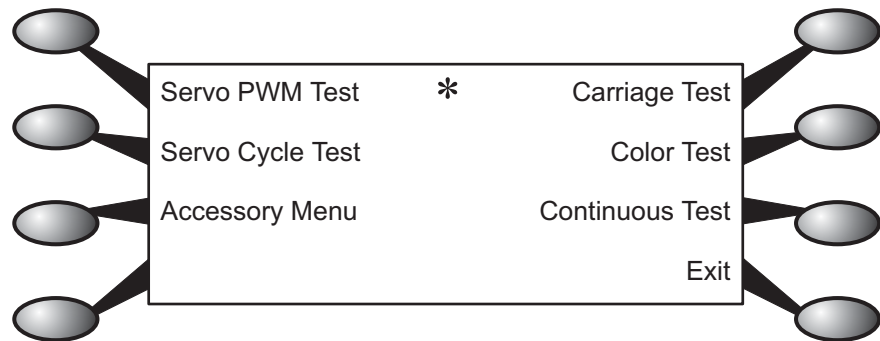 Servo PWM Test * Carriage Test
Servo Cycle Test Color Test
Accessory Menu Continuous Test
Exit